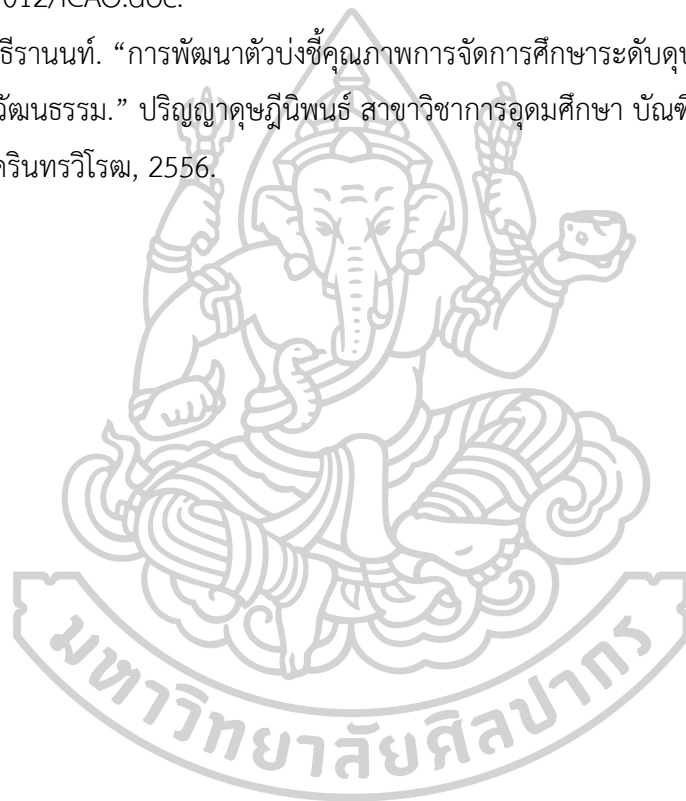 012/ICAO.doc.
ธีรานนท์. “การพัฒนาตัวบ่งชี้คุณภาพการจัดการศึกษาระดับดุษ
วัฒนธรรม.” ปริญญาดุษฎีนิพนธ์ สาขาวิชาการอุดมศึกษา บัณฑิ
ครินทรวิโรฒ, 2556.
มหาวิทยาลัยศิลปากร